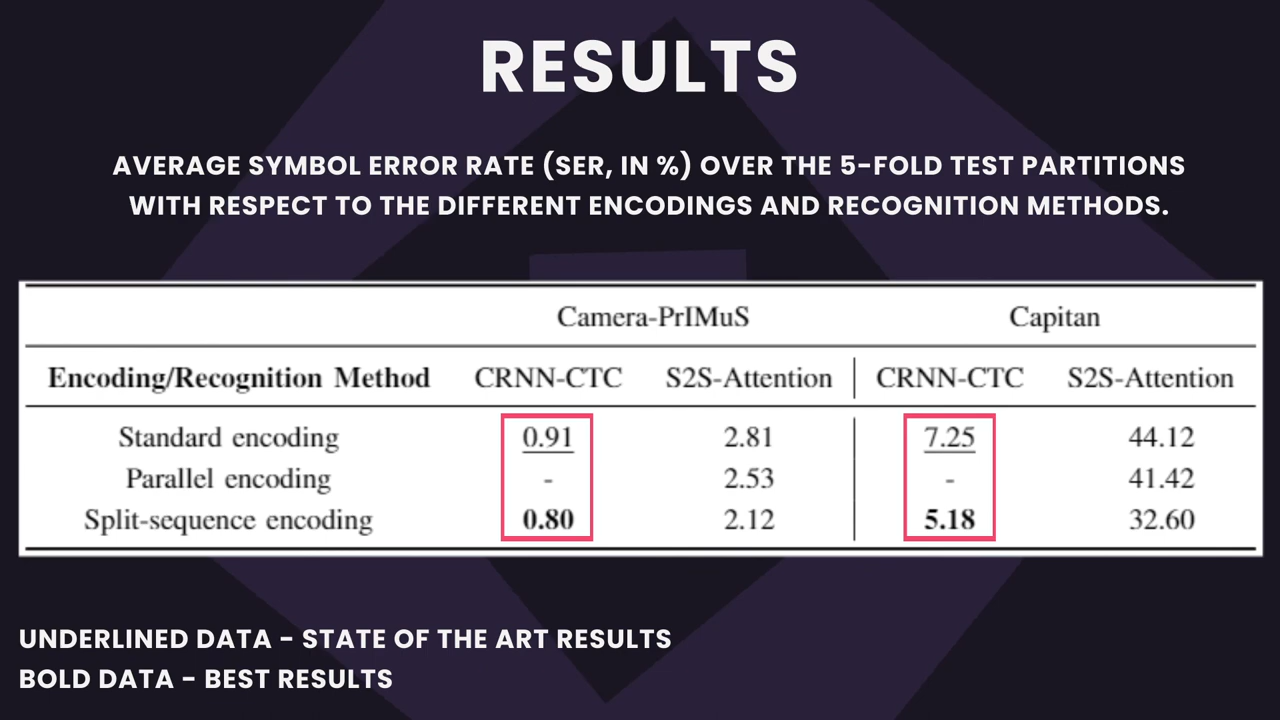 RESULTS
AVERAGE SYMBOL ERROR RATE (SER, IN %) OVER THE 5-FOLD TEST PARTITIONS
WITH RESPECT TO THE DIFFERENT ENCODINGS AND RECOGNITION METHODS.
Camera-PrIMuS Capitan
Encoding/Recognition Method CRNN-CTC S2S-Attention CRNN-CTC S2S-Attention
Standard encoding 0.91 2.81 7.25 44.12
Parallel encoding - 2.53 - 41.42
Split-sequence encoding 0.80 2.12 5.18 32.60
UNDERLINED DATA - STATE OF THE ART RESULTS
BOLD DATA - BEST RESULTS